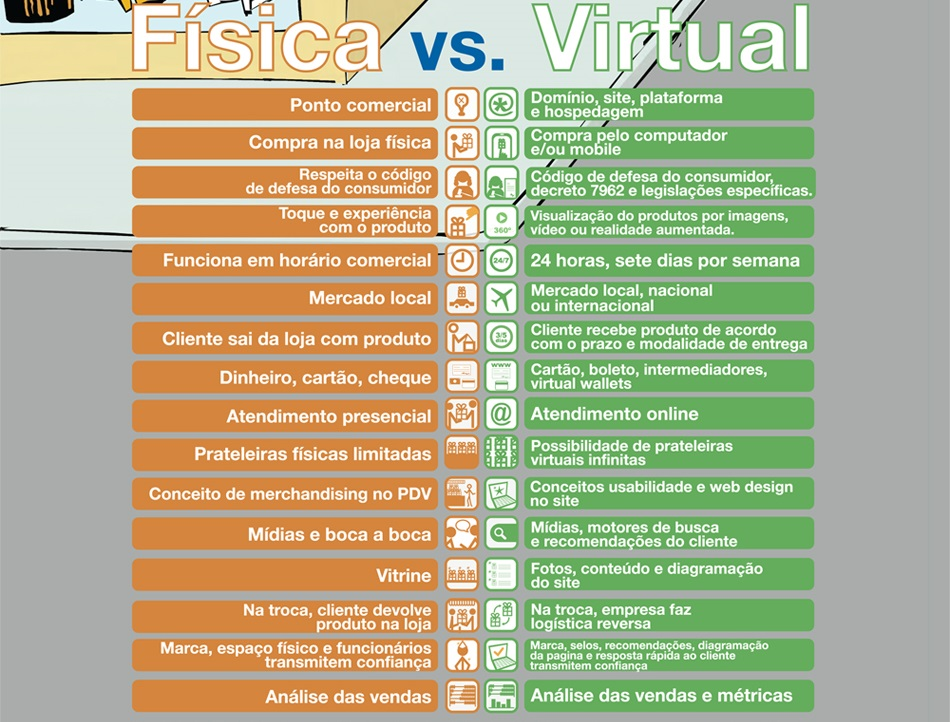 Física vs. Virtual
Ponto comercial
Domínio, site, plataforma
e hospedagem
Compra na loja física
Compra pelo computador
e/ou mobile
Respeita o código
de defesa do consumidor
Código de defesa do consumidor,
decreto 7962 e legislações específicas.
Toque e experiência
com o produto
360°
Visualização do produtos por imagens,
vídeo ou realidade aumentada.
Funciona em horário comercial
24/7
24 horas, sete dias por semana
Mercado local
Mercado local, nacional
ou internacional
Cliente sai da loja com produto
3/5
dias
Cliente recebe produto de acordo
com o prazo e modalidade de entrega
Dinheiro, cartão, cheque
www
Cartão, boleto, intermediadores,
virtual wallets
Atendimento presencial
@
Atendimento online
Prateleiras físicas limitadas
Possibilidade de prateleiras
virtuais infinitas
Conceito de merchandising no PDV
Conceitos usabilidade e web design
no site
Mídias e boca a boca
Mídias, motores de busca
e recomendações do cliente
Vitrine
Fotos, conteúdo e diagramação
do site
Na troca, cliente devolve
produto na loja
Na troca, empresa faz
logística reversa
Marca, espaço físico e funcionários
transmitem confiança
Marca, selos, recomendações, diagramação
da pagina e resposta rápida ao cliente
transmitem confiança
Análise das vendas
Análise das vendas e métricas